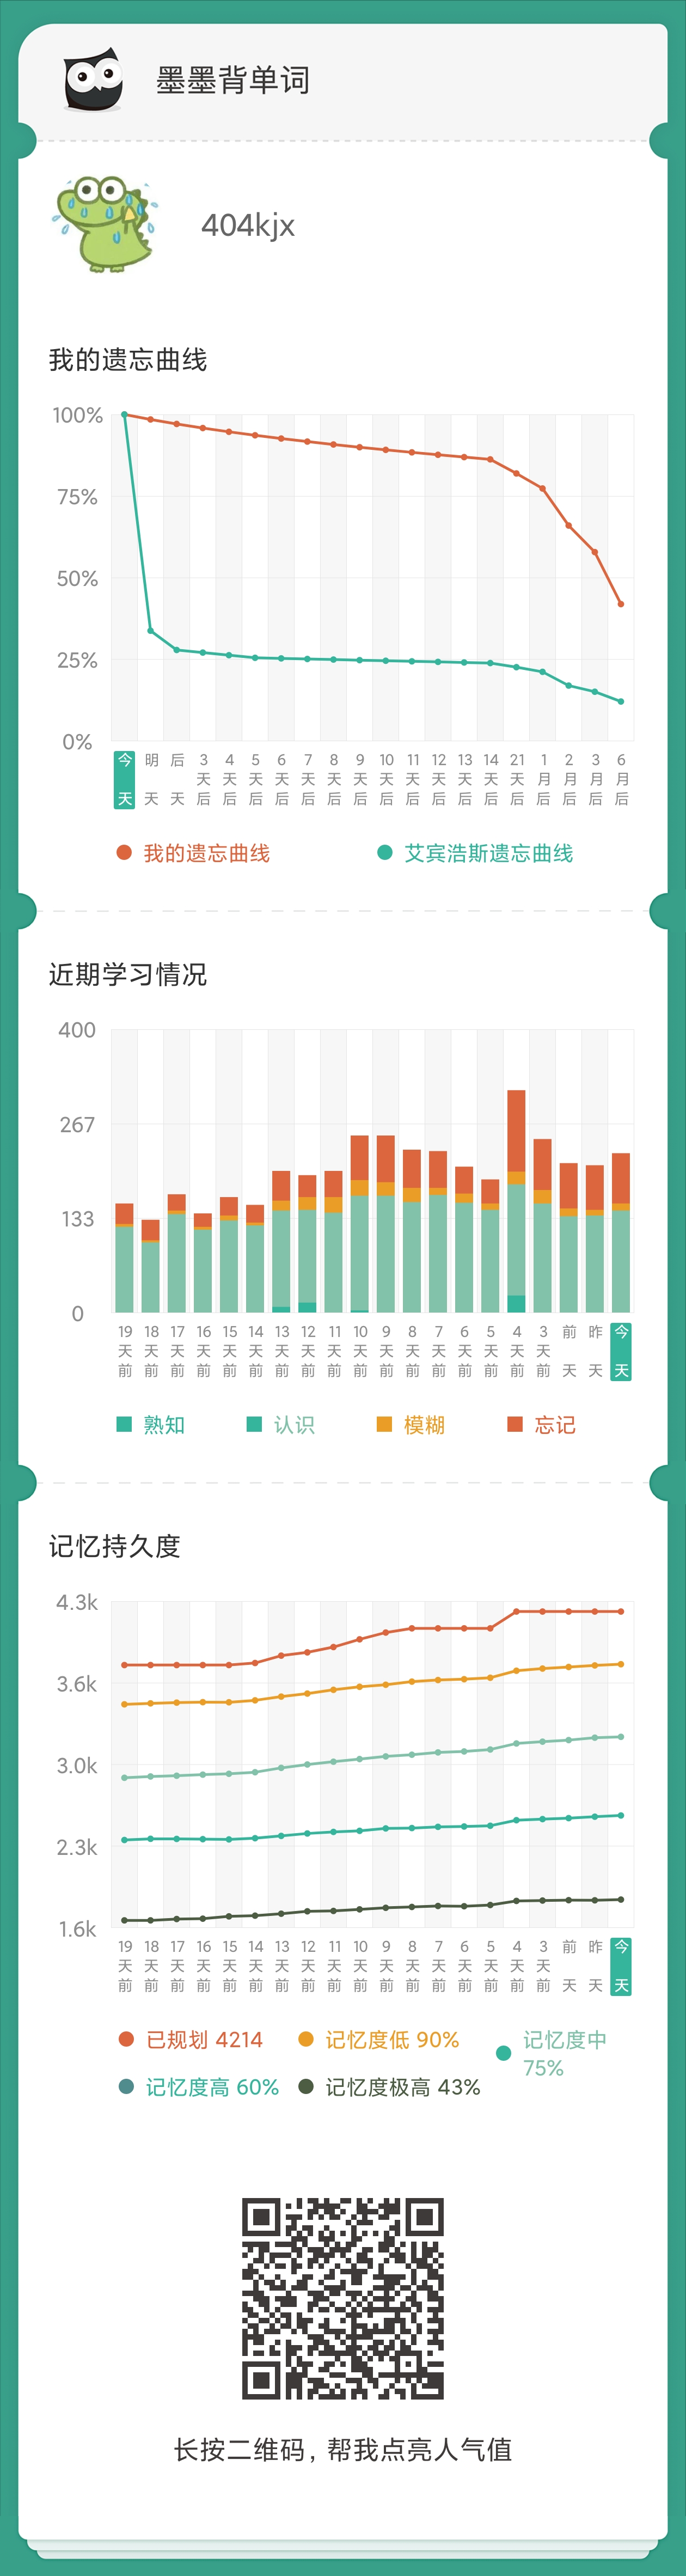 墨墨背单词
404kjx
我的遗忘曲线
100%
75%
50%
25%
0%
今天 明天 后天 3天后 4天后 5天后 6天后 7天后 8天后 9天后 10天后 11天后 12天后 13天后 14天后 21天后 1月后 2月后 3月后 6月后
我的遗忘曲线 艾宾浩斯遗忘曲线
近期学习情况
400
267
133
0
19天前 18天前 17天前 16天前 15天前 14天前 13天前 12天前 11天前 10天前 9天前 8天前 7天前 6天前 5天前 4天前 3天前 前天 昨天 今天
熟知 认识 模糊 忘记
记忆持久度
4.3k
3.6k
3.0k
2.3k
1.6k
19天前 18天前 17天前 16天前 15天前 14天前 13天前 12天前 11天前 10天前 9天前 8天前 7天前 6天前 5天前 4天前 3天前 前天 昨天 今天
已规划 4214 记忆度低 90% 记忆度中 75%
记忆度高 60% 记忆度极高 43%
长按二维码，帮我点亮人气值